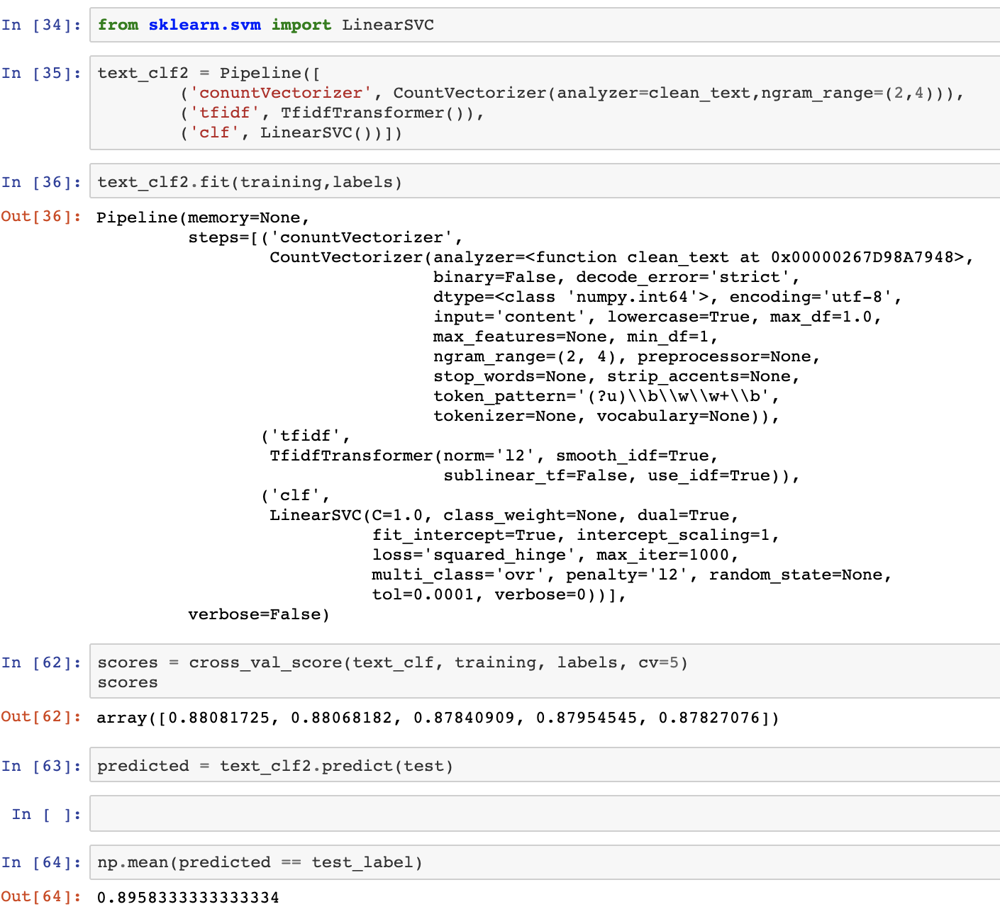 In [34]: from sklearn.svm import LinearSVC
In [35]: text_clf2 = Pipeline([
('conuntVectorizer', CountVectorizer(analyzer=clean_text,ngram_range=(2,4))),
('tfidf', TfidfTransformer()),
('clf', LinearSVC())])
In [36]: text_clf2.fit(training,labels)
Out[36]: Pipeline(memory=None,
steps=[('conuntVectorizer',
CountVectorizer(analyzer=<function clean_text at 0x00000267D98A7948>,
binary=False, decode_error='strict',
dtype=<class 'numpy.int64'>, encoding='utf-8',
input='content', lowercase=True, max_df=1.0,
max_features=None, min_df=1,
ngram_range=(2, 4), preprocessor=None,
stop_words=None, strip_accents=None,
token_pattern='(?u)\\b\\w\\w+\\b',
tokenizer=None, vocabulary=None)),
('tfidf',
TfidfTransformer(norm='l2', smooth_idf=True,
sublinear_tf=False, use_idf=True)),
('clf',
LinearSVC(C=1.0, class_weight=None, dual=True,
fit_intercept=True, intercept_scaling=1,
loss='squared_hinge', max_iter=1000,
multi_class='ovr', penalty='l2', random_state=None,
tol=0.0001, verbose=0))],
verbose=False)
In [62]: scores = cross_val_score(text_clf, training, labels, cv=5)
scores
Out[62]: array([0.88081725, 0.88068182, 0.87840909, 0.87954545, 0.87827076])
In [63]: predicted = text_clf2.predict(test)
In [ ]:
In [64]: np.mean(predicted == test_label)
Out[64]: 0.8958333333333334